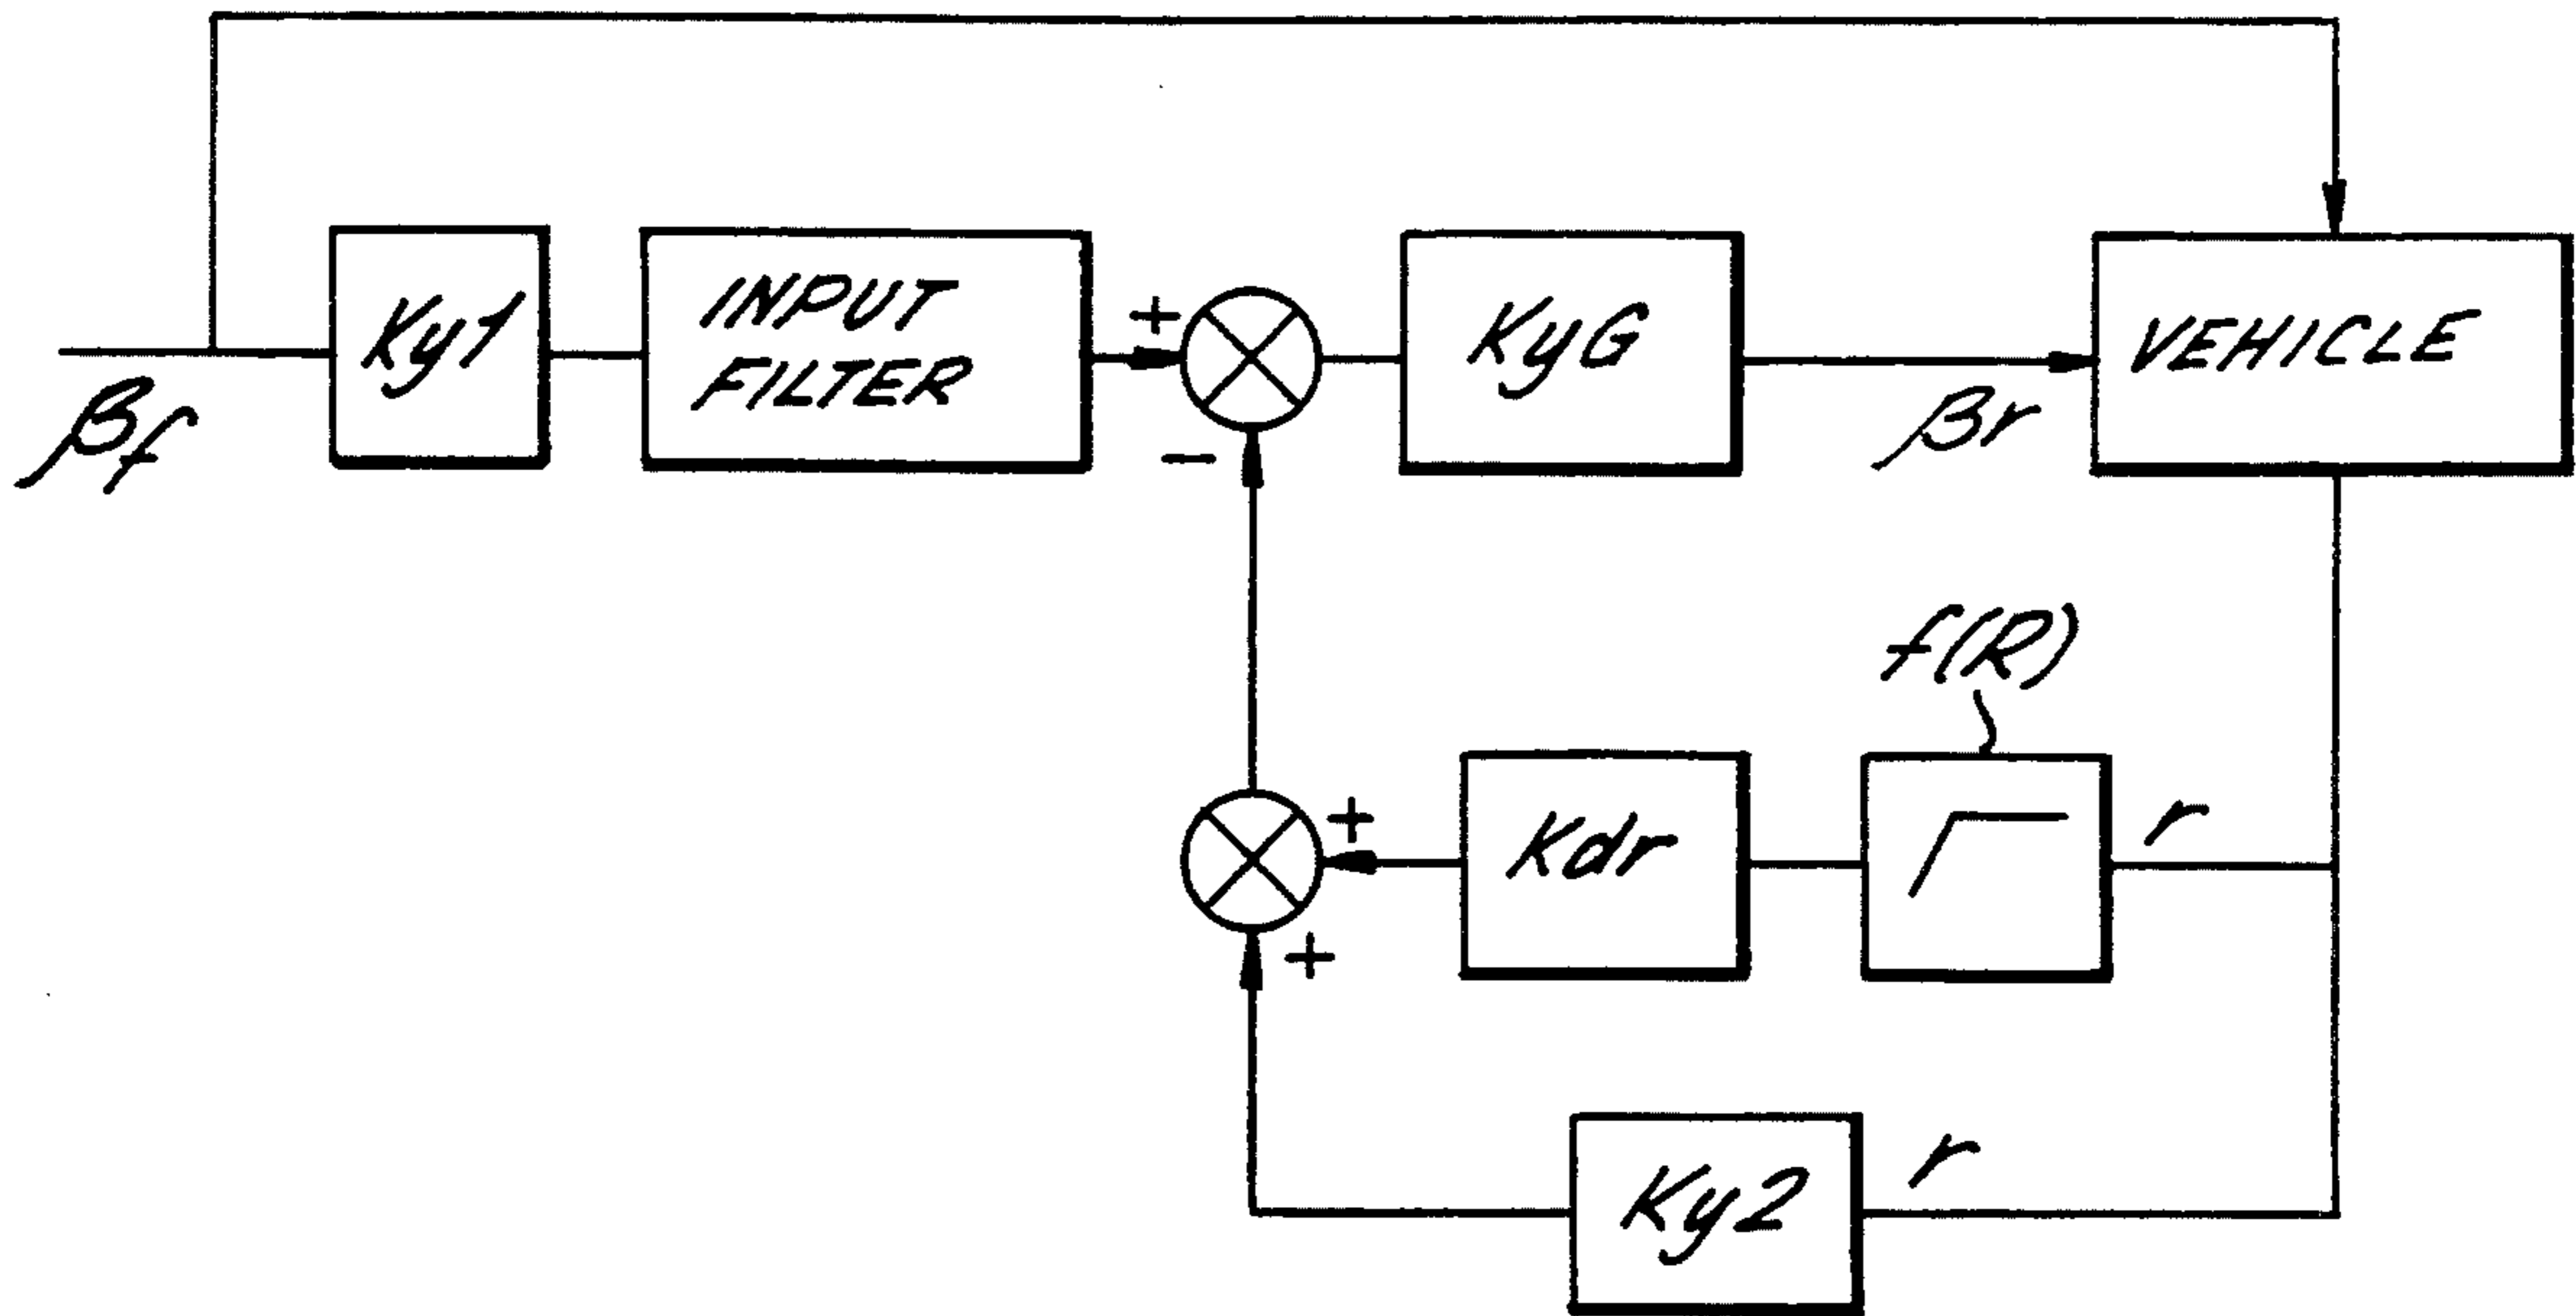 Ky1
INPUT
FILTER
+
−
KyG
VEHICLE
βf
βr
f(R)
Kdr
+
r
+
Ky2
r